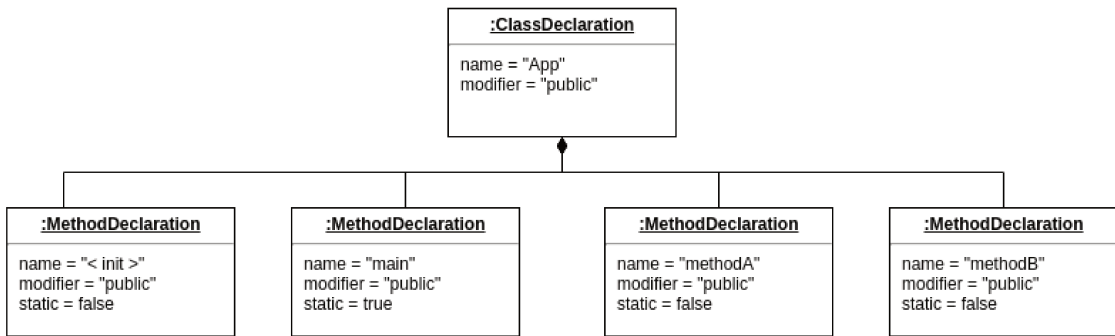 :ClassDeclaration
name = "App"
modifier = "public"
:MethodDeclaration
name = "< init >"
modifier = "public"
static = false
:MethodDeclaration
name = "main"
modifier = "public"
static = true
:MethodDeclaration
name = "methodA"
modifier = "public"
static = false
:MethodDeclaration
name = "methodB"
modifier = "public"
static = false